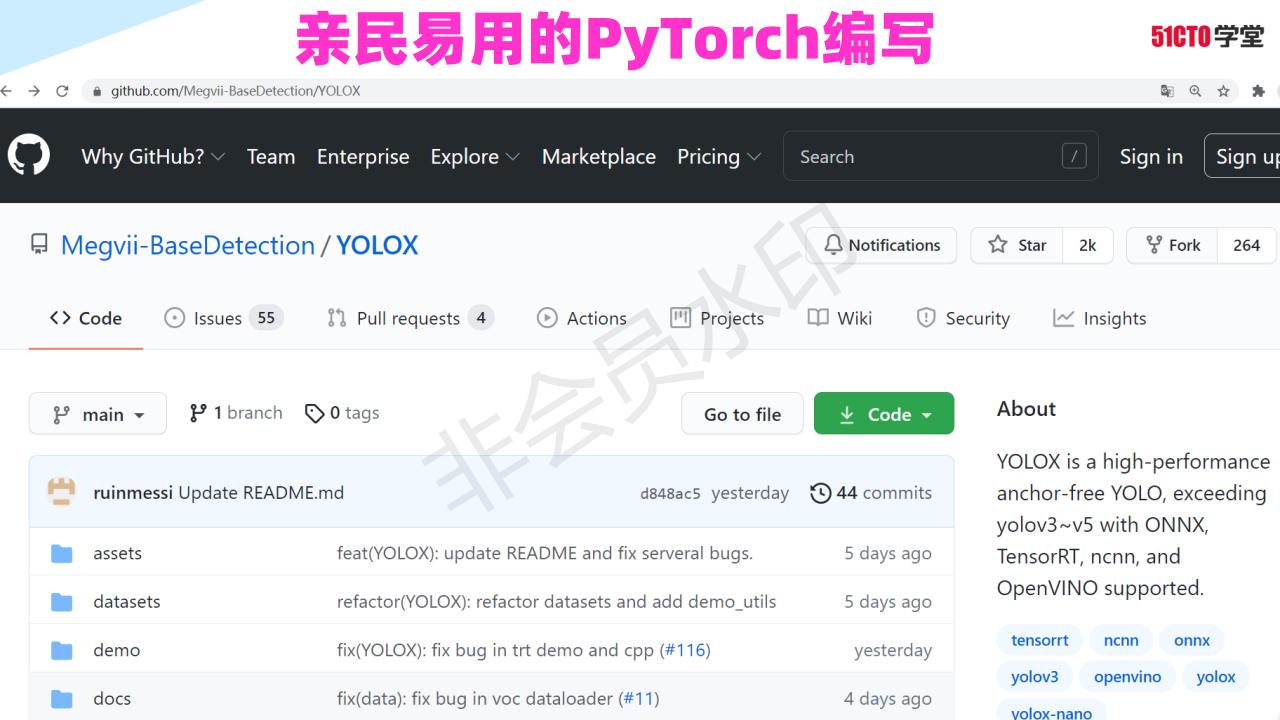 亲民易用的PyTorch编写
51CTO学堂
github.com/Megvii-BaseDetection/YOLOX
Why GitHub? Team Enterprise Explore Marketplace Pricing Search / Sign in Sign up
Megvii-BaseDetection / YOLOX Notifications Star 2k Fork 264
Code Issues 55 Pull requests 4 Actions Projects Wiki Security Insights
main 1 branch 0 tags Go to file Code
ruinmessi Update README.md d848ac5 yesterday 44 commits
assets feat(YOLOX): update README and fix serveral bugs. 5 days ago
datasets refactor(YOLOX): refactor datasets and add demo_utils 5 days ago
demo fix(YOLOX): fix bug in trt demo and cpp (#116) yesterday
docs fix(data): fix bug in voc dataloader (#11) 4 days ago
About
YOLOX is a high-performance
anchor-free YOLO, exceeding
yolov3~v5 with ONNX,
TensorRT, ncnn, and
OpenVINO supported.
tensorrt ncnn onnx
yolov3 openvino yolox
yolox-nano
非会员水印